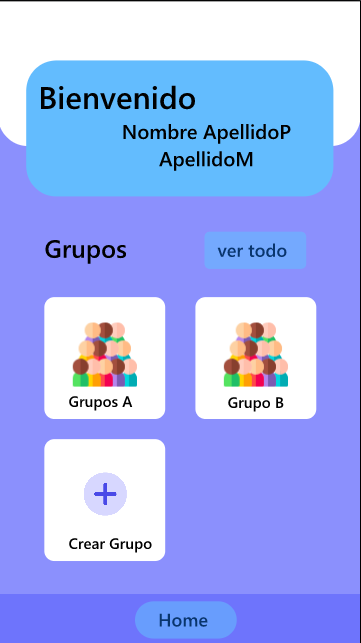 Bienvenido
Nombre ApellidoP
ApellidoM
Grupos
ver todo
Grupos A
Grupo B
Crear Grupo
Home